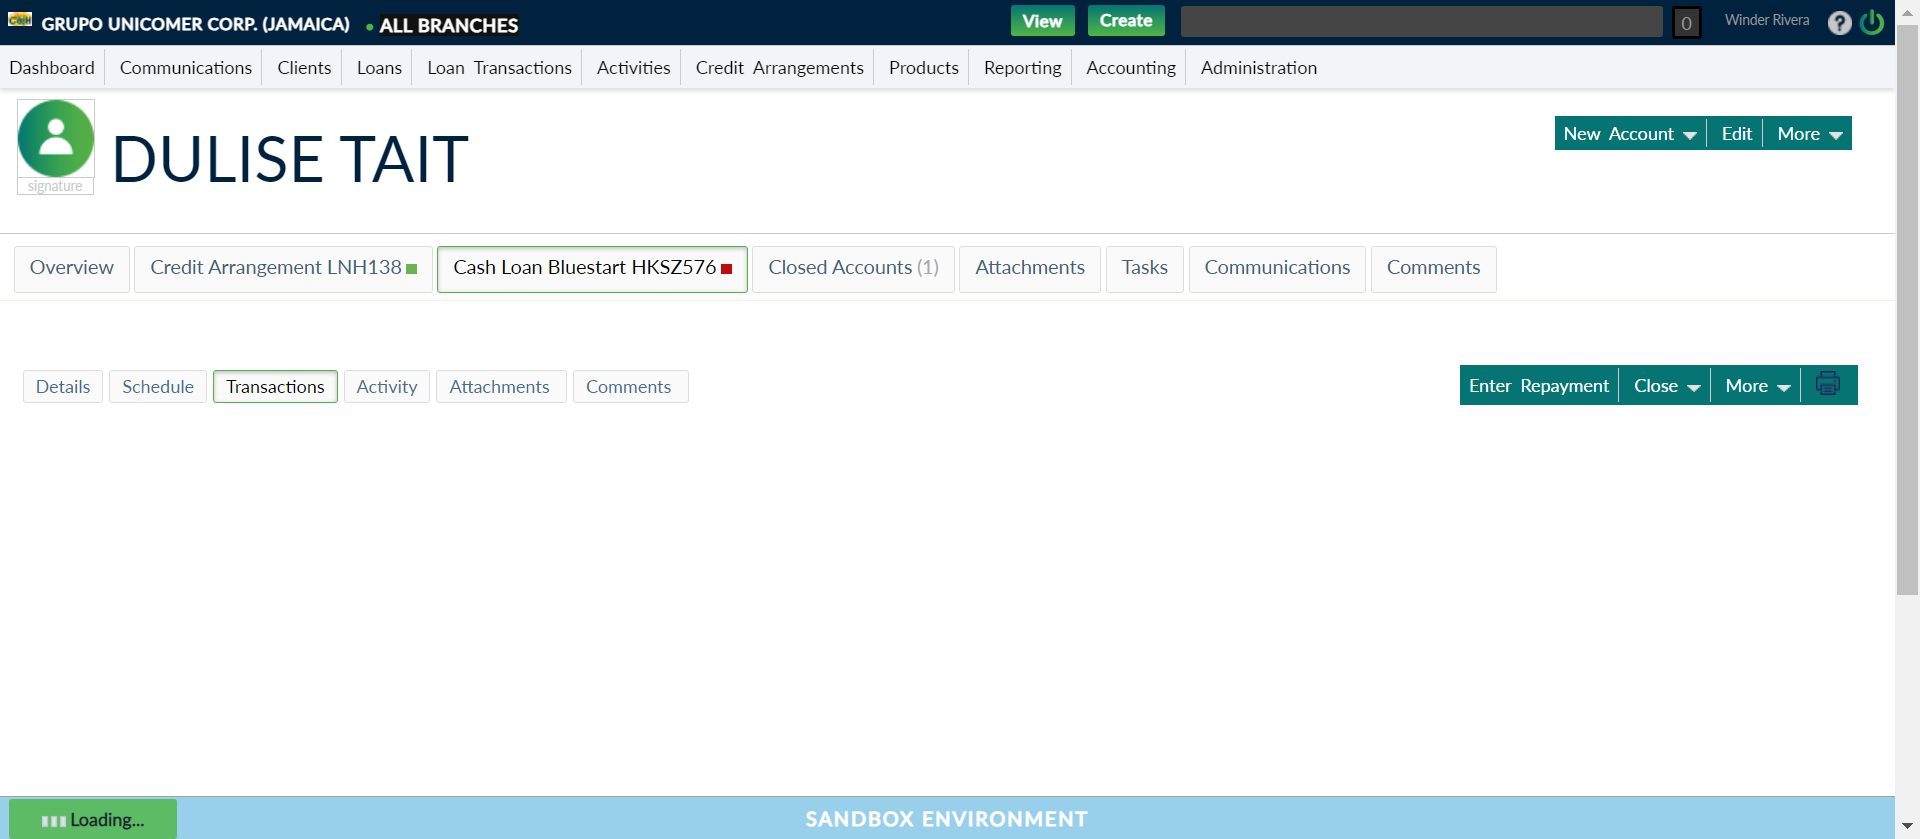 Cash GRUPO UNICOMER CORP. (JAMAICA) ALL BRANCHES View Create 0 Winder Rivera ?
Dashboard Communications Clients Loans Loan Transactions Activities Credit Arrangements Products Reporting Accounting Administration
signature
DULISE TAIT
New Account Edit More
Overview Credit Arrangement LNH138 Cash Loan Bluestart HKSZ576 Closed Accounts (1) Attachments Tasks Communications Comments
Details Schedule Transactions Activity Attachments Comments Enter Repayment Close More
Loading... SANDBOX ENVIRONMENT